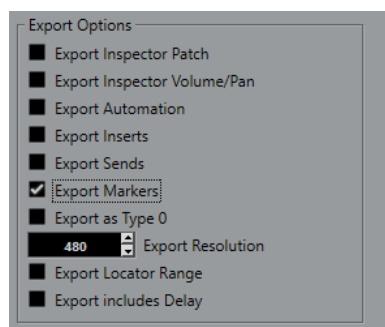 Export Options
Export Inspector Patch
Export Inspector Volume/Pan
Export Automation
Export Inserts
Export Sends
Export Markers
Export as Type 0
480 Export Resolution
Export Locator Range
Export includes Delay